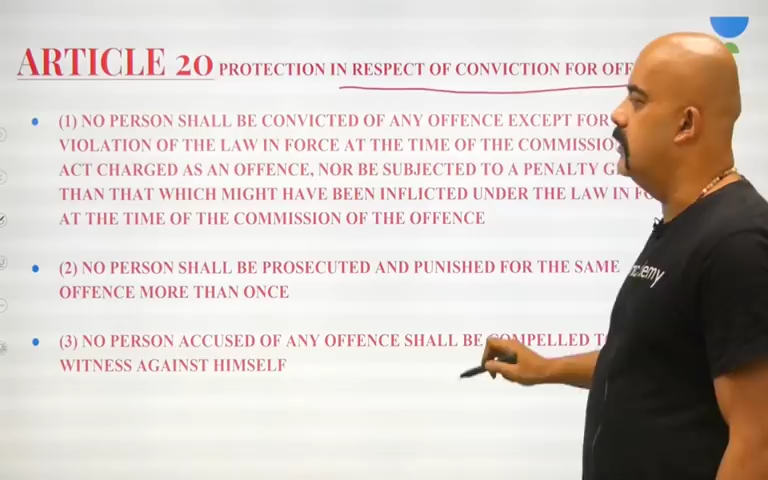 ARTICLE 20 PROTECTION IN RESPECT OF CONVICTION FOR
(1) NO PERSON SHALL BE CONVICTED OF ANY OFFENCE EXCEPT FOR
VIOLATION OF THE LAW IN FORCE AT THE TIME OF THE
ACT CHARGED AS AN OFFENCE, NOR BE SUBJECTED TO A PENALTY
THAN THAT WHICH MIGHT HAVE BEEN INFLICTED UNDER THE LAW IN
AT THE TIME OF THE COMMISSION OF THE OFFENCE
(2) NO PERSON SHALL BE PROSECUTED AND PUNISHED FOR THE SAME
OFFENCE MORE THAN ONCE
(3) NO PERSON ACCUSED OF ANY OFFENCE SHALL BE COMPELLED
WITNESS AGAINST HIMSELF